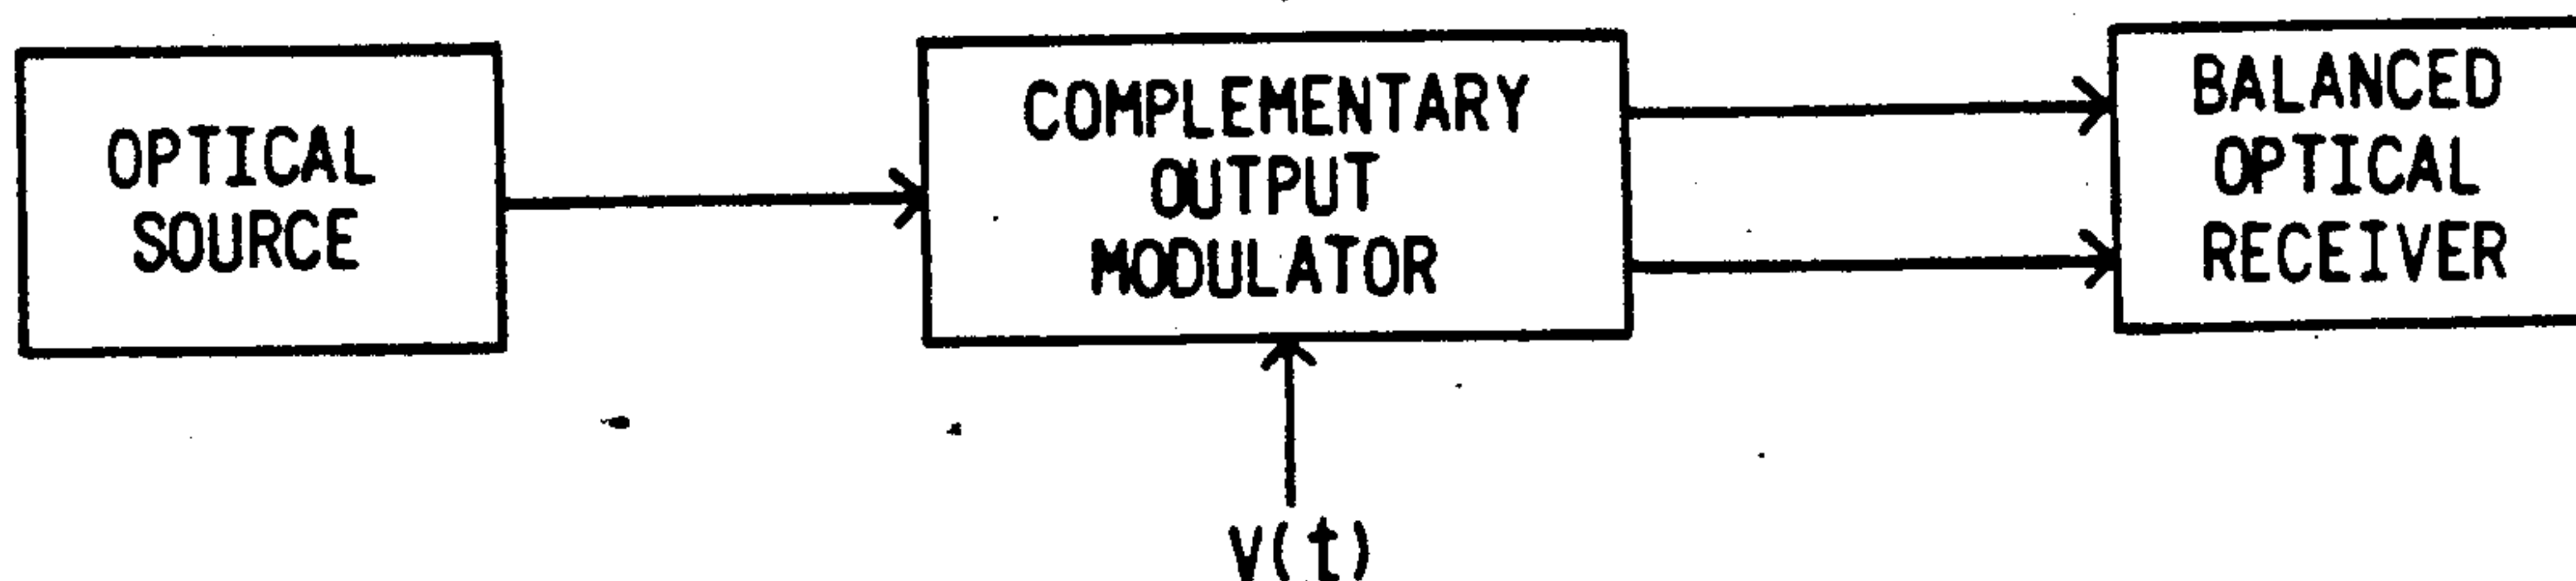 OPTICAL
SOURCE
COMPLEMENTARY
OUTPUT
MODULATOR
BALANCED
OPTICAL
RECEIVER
V(t)